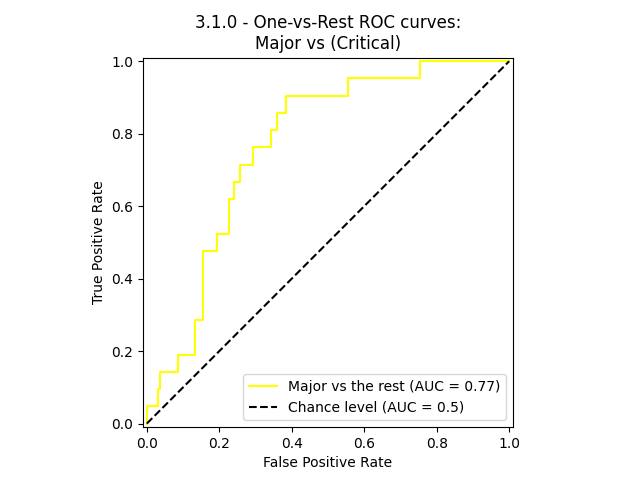 3.1.0 - One-vs-Rest ROC curves:
Major vs (Critical)
True Positive Rate
1.0
0.8
0.6
0.4
0.2
0.0
Major vs the rest (AUC = 0.77)
Chance level (AUC = 0.5)
0.0 0.2 0.4 0.6 0.8 1.0
False Positive Rate